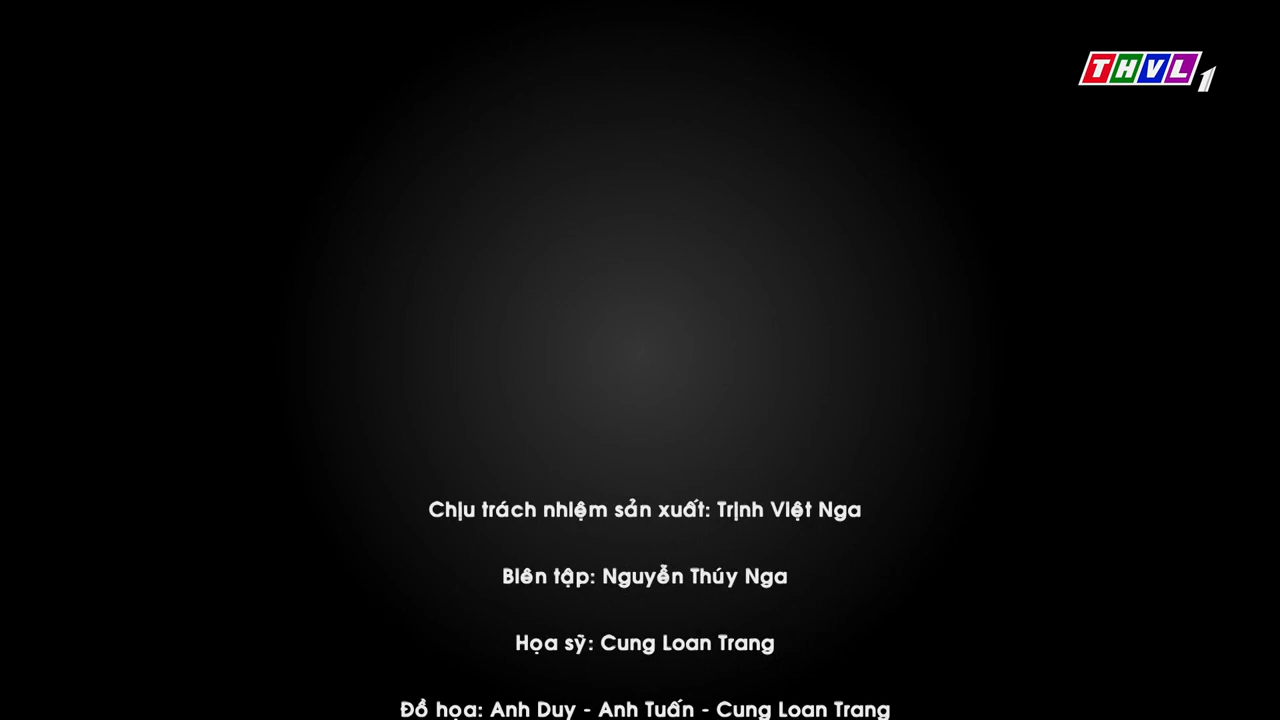 THVL1
Chịu trách nhiệm sản xuất: Trịnh Việt Nga
Biên tập: Nguyễn Thúy Nga
Họa sỹ: Cung Loan Trang
Đồ họa: Anh Duy - Anh Tuấn - Cung Loan Trang